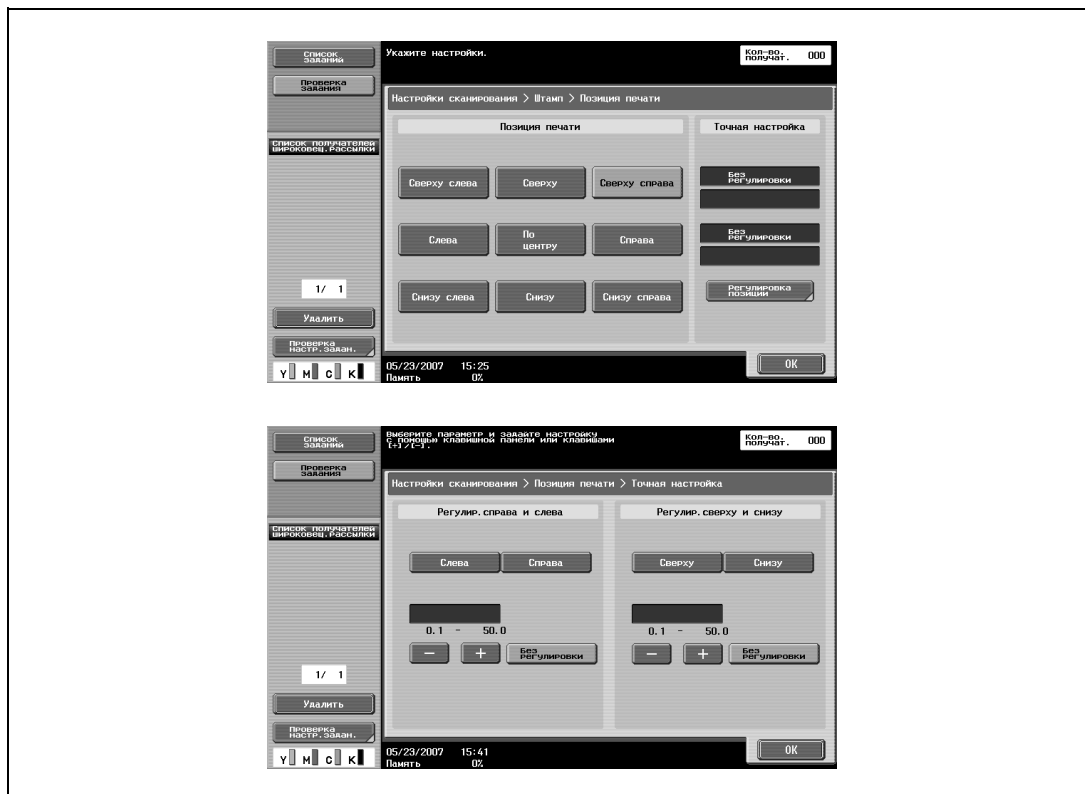 Список
заданий
Проверка
задания
Список получателей
широковещ.рассылки
1/ 1
Удалить
Проверка
настр.задан.
Y M C K
Укажите настройки.
Кол-во.
получат. 000
Настройки сканирования > Штамп > Позиция печати
Позиция печати
Точная настройка
Сверху слева Сверху Сверху справа
Без
регулировки
Слева По
центру Справа
Без
регулировки
Снизу слева Снизу Снизу справа
Регулировка
позиции
05/23/2007 15:25
Память 0%
OK
Список
заданий
Проверка
задания
Список получателей
широковещ.рассылки
1/ 1
Удалить
Проверка
настр.задан.
Y M C K
Выберите параметр и задайте настройку
с помощью клавишной панели или клавишами
[+]/[-].
Кол-во.
получат. 000
Настройки сканирования > Позиция печати > Точная настройка
Регулир.справа и слева
Регулир.сверху и снизу
Слева Справа
Сверху Снизу
0.1 - 50.0
0.1 - 50.0
− + Без
регулировки
− + Без
регулировки
05/23/2007 15:41
Память 0%
OK